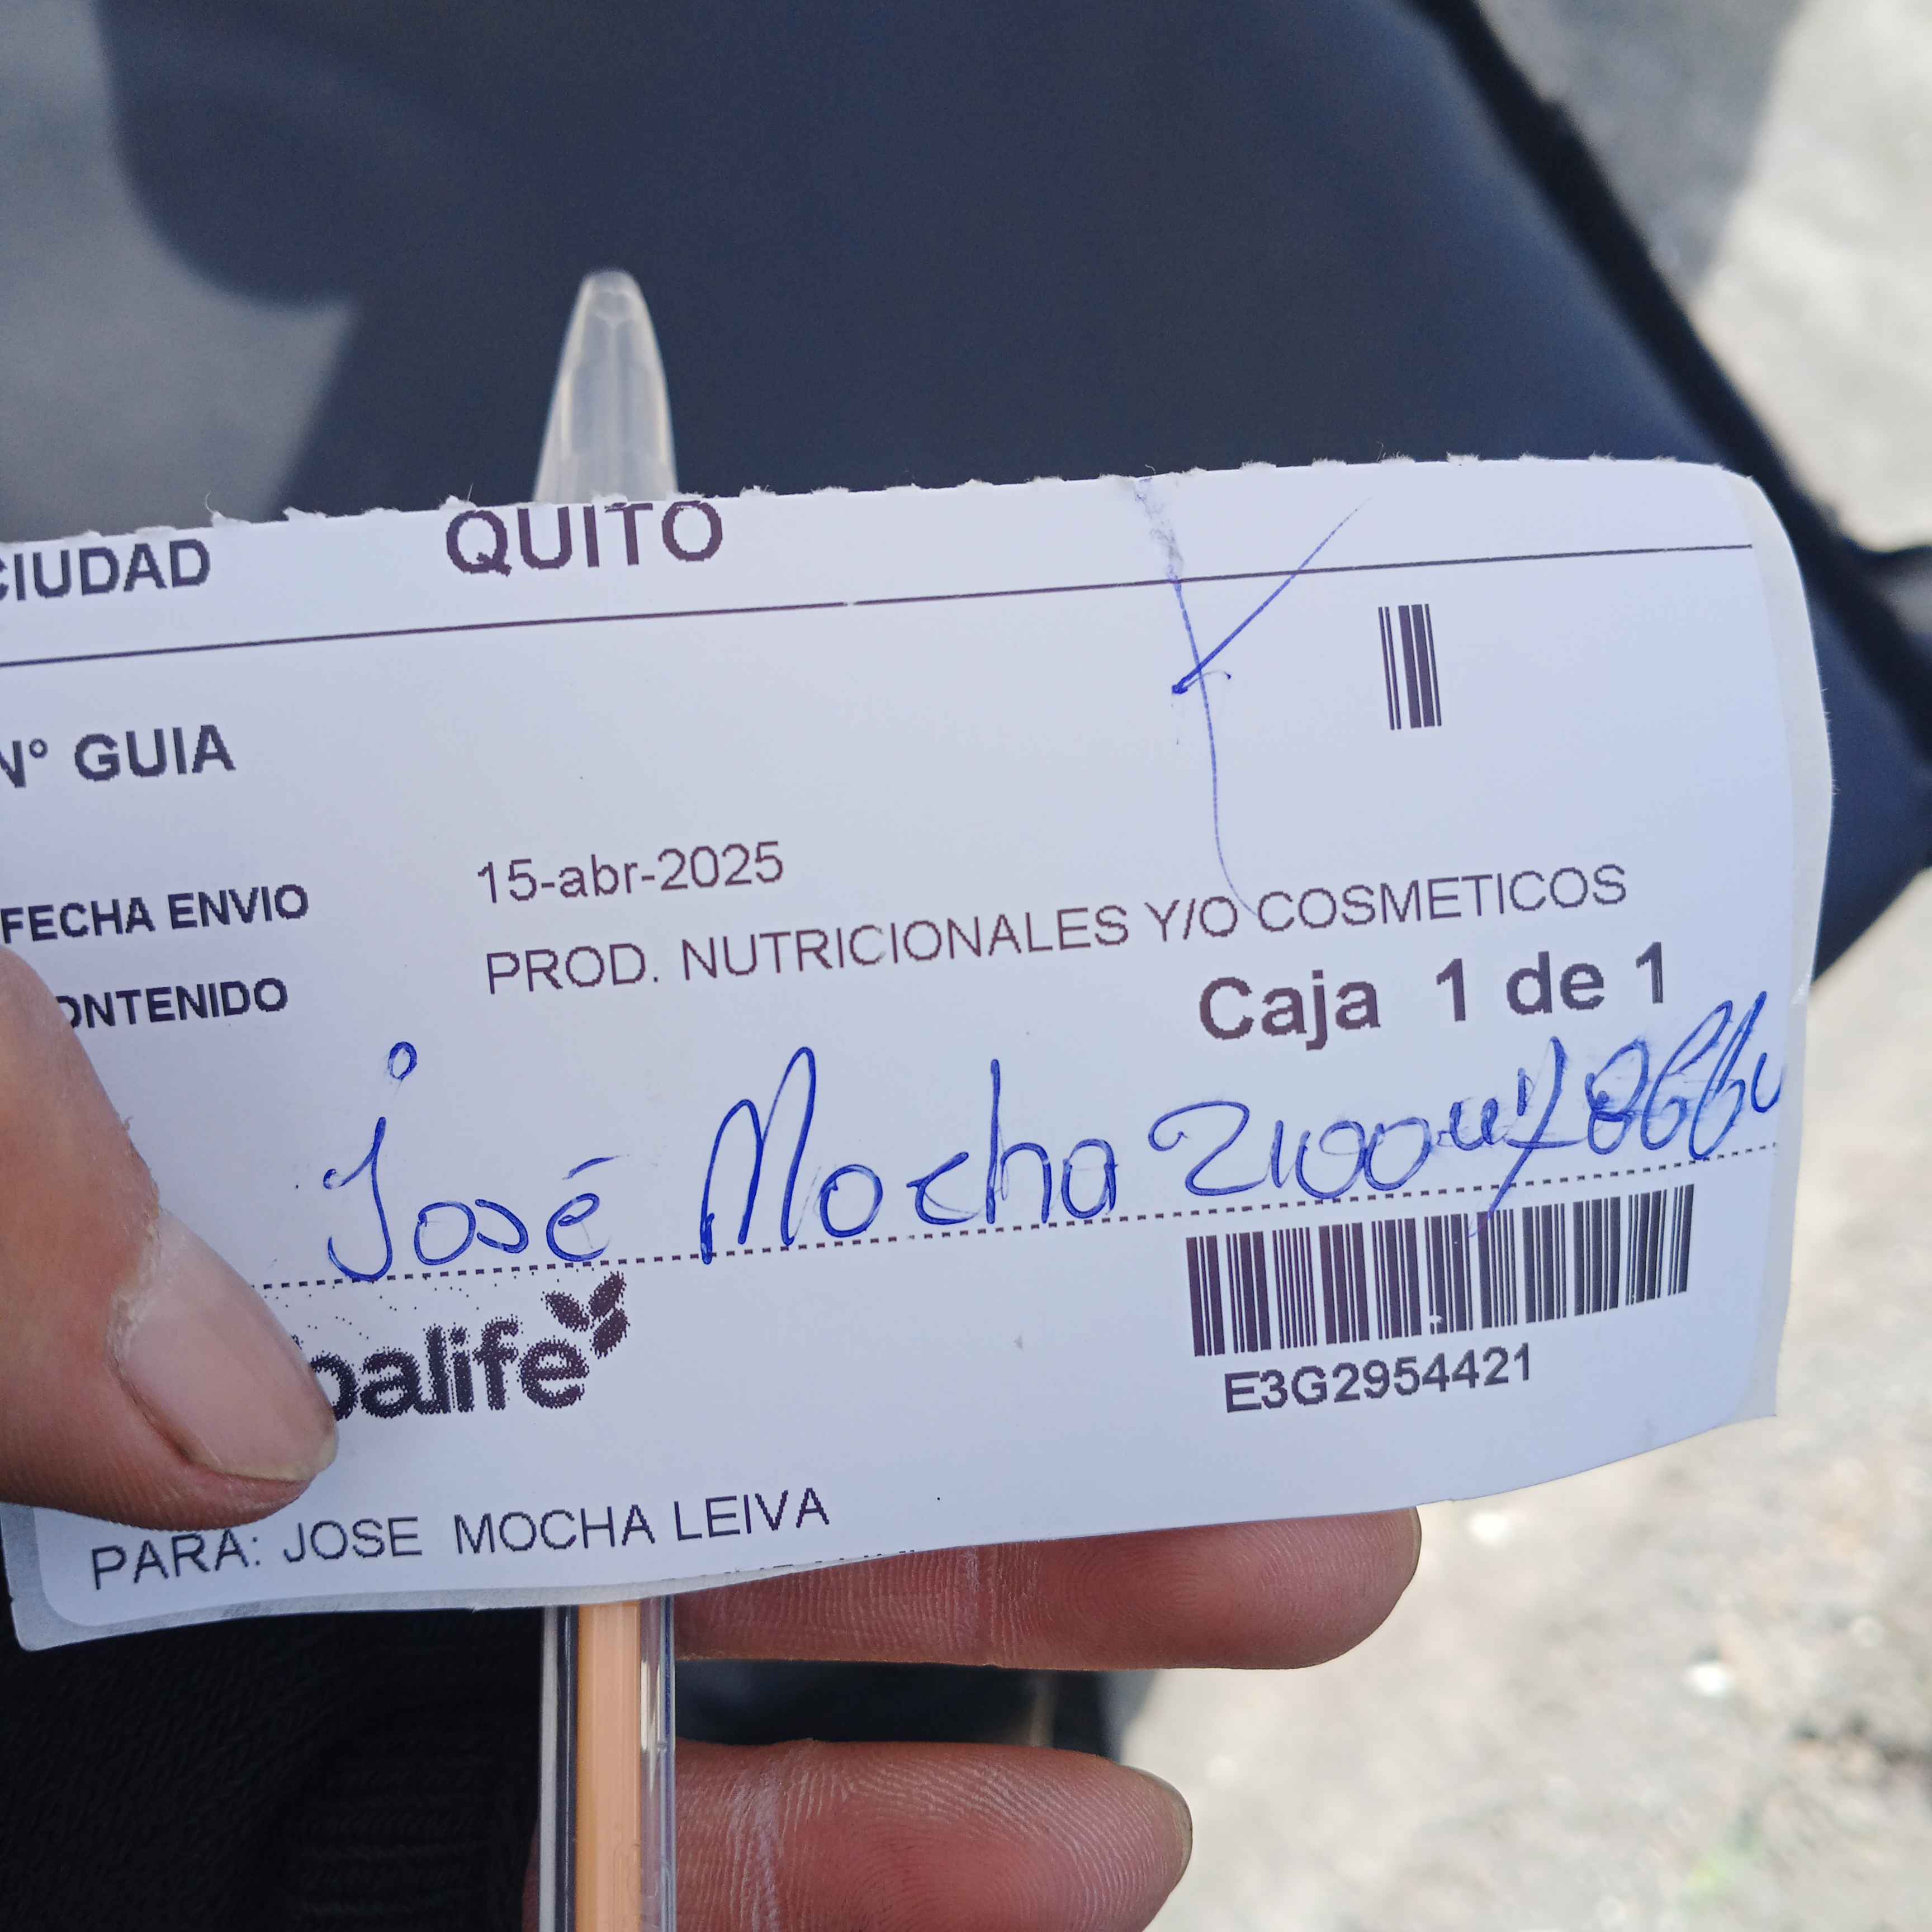 CIUDAD QUITO
N° GUIA
FECHA ENVIO 15-abr-2025
ONTENIDO PROD. NUTRICIONALES Y/O COSMETICOS
Caja 1 de 1
José Mocha
balife
E3G2954421
PARA: JOSE MOCHA LEIVA